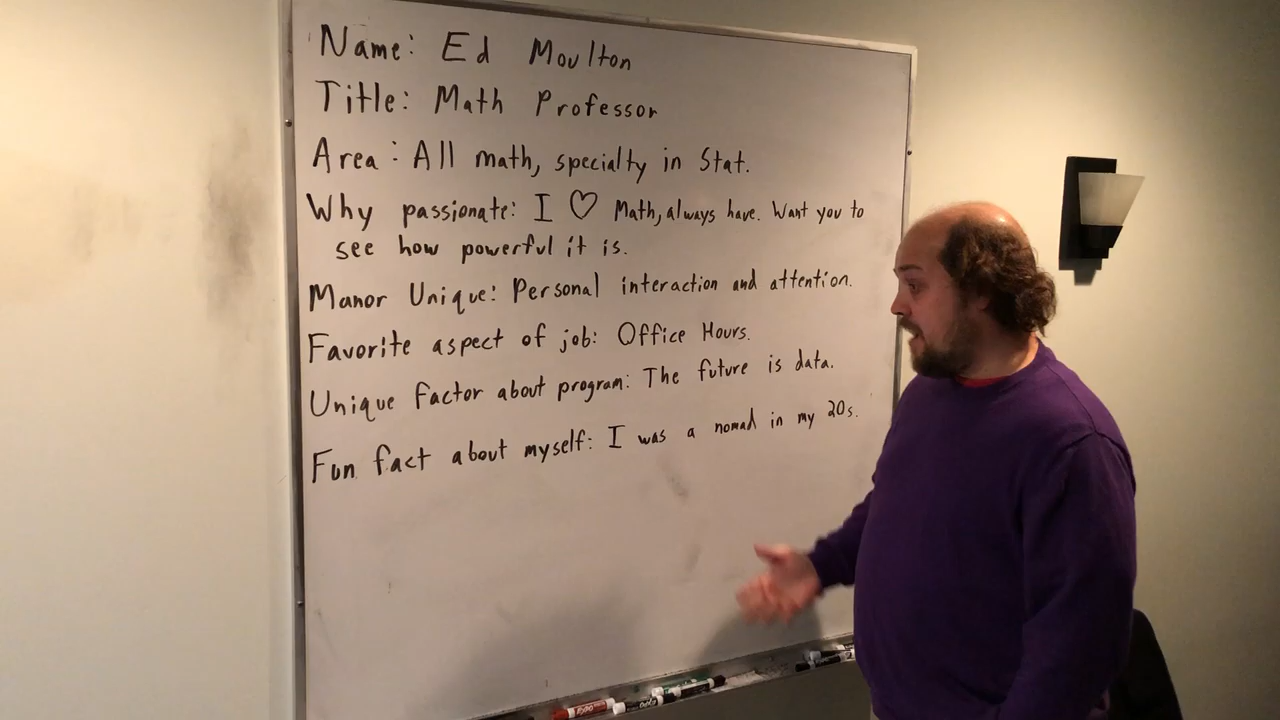 Name: Ed Moulton
Title: Math Professor
Area: All math, specialty in Stat.
Why passionate: I ♡ Math, always have. Want you to
see how powerful it is.
Manor Unique: Personal interaction and attention.
Favorite aspect of job: Office Hours.
Unique factor about program: The future is data.
Fun fact about myself: I was a nomad in my 20s.
EXPO